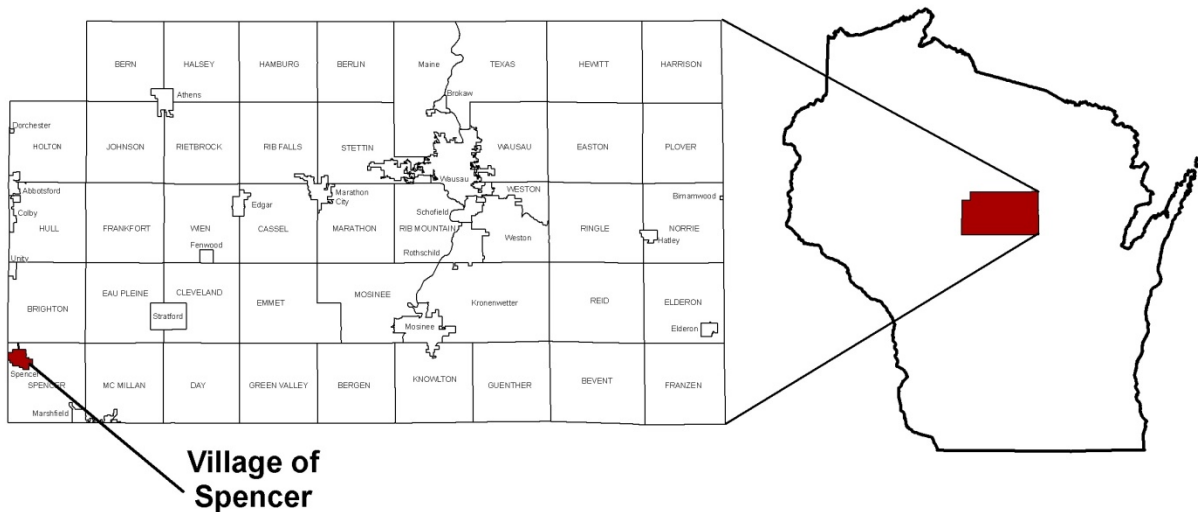 BERN HALSEY HAMBURG BERLIN Maine TEXAS HEWITT HARRISON
Athens Brokaw
Dorchester
HOLTON JOHNSON RIETBROCK RIB FALLS STETTIN WAUSAU EASTON PLOVER
Wausau
Abbotsford Marathon City WESTON Birnamwood
Colby Edgar Schofield
HULL FRANKFORT WIEN CASSEL MARATHON RIB MOUNTAIN Weston RINGLE NORRIE
Fenwood Hatley
Unity Rothschild
EAU PLEINE CLEVELAND MOSINEE
BRIGHTON EMMET Kronenwetter REID ELDERON
Stratford Mosinee Elderon
Spencer
SPENCER MC MILLAN DAY GREEN VALLEY BERGEN KNOWLTON GUENTHER BEVENT FRANZEN
Marshfield
Village of
Spencer